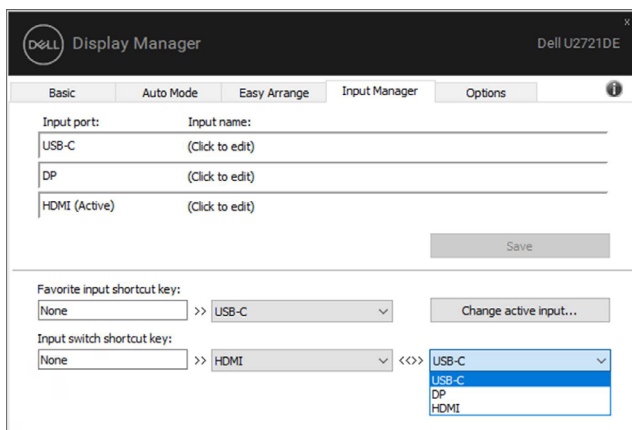 x
DELL Display Manager Dell U2721DE
Basic Auto Mode Easy Arrange Input Manager Options i
Input port: Input name:
USB-C (Click to edit)
DP (Click to edit)
HDMI (Active) (Click to edit)
Save
Favorite input shortcut key:
None >> USB-C Change active input...
Input switch shortcut key:
None >> HDMI <<>> USB-C
USB-C
DP
HDMI